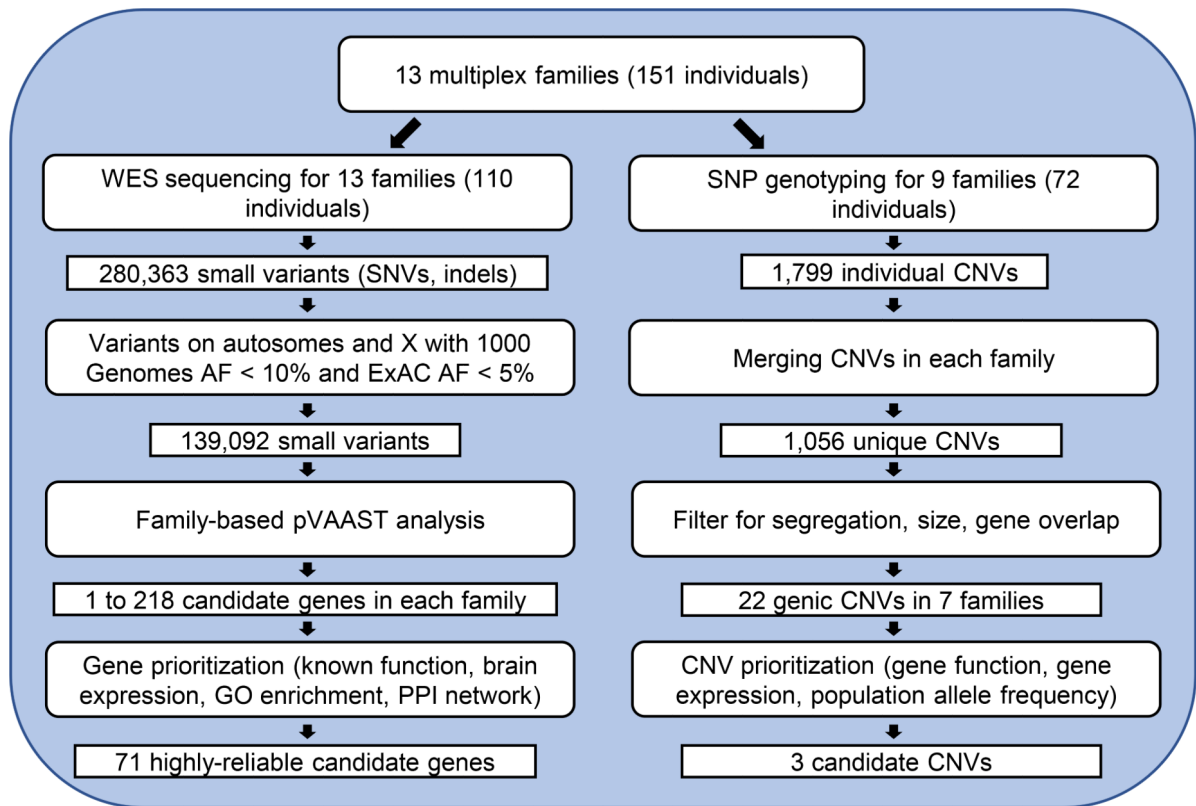 13 multiplex families (151 individuals)
WES sequencing for 13 families (110
individuals)
280,363 small variants (SNVs, indels)
Variants on autosomes and X with 1000
Genomes AF < 10% and ExAC AF < 5%
139,092 small variants
Family-based pVAAST analysis
1 to 218 candidate genes in each family
Gene prioritization (known function, brain
expression, GO enrichment, PPI network)
71 highly-reliable candidate genes
SNP genotyping for 9 families (72
individuals)
1,799 individual CNVs
Merging CNVs in each family
1,056 unique CNVs
Filter for segregation, size, gene overlap
22 genic CNVs in 7 families
CNV prioritization (gene function, gene
expression, population allele frequency)
3 candidate CNVs